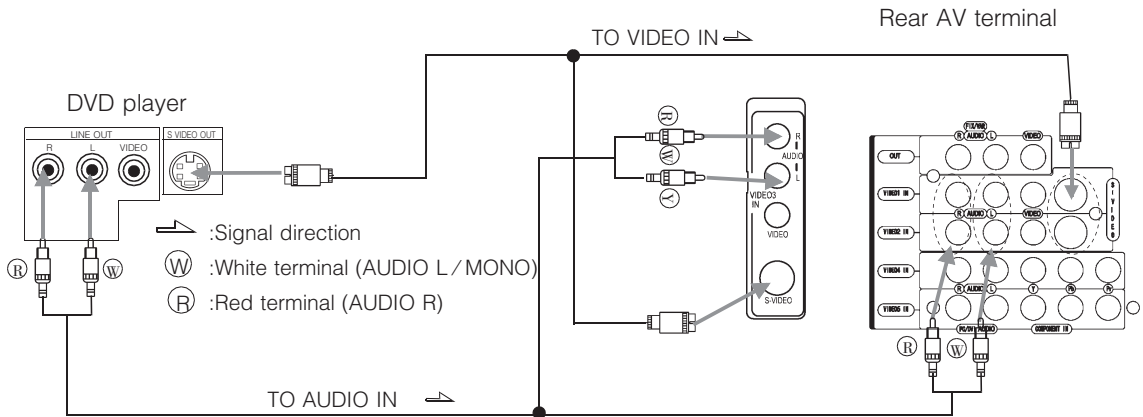 Rear AV terminal
TO VIDEO IN
DVD player
LINE OUT
S VIDEO OUT
R L VIDEO
R
W
:Signal direction
W :White terminal (AUDIO L/MONO)
R :Red terminal (AUDIO R)
TO AUDIO IN
R
W
Y
R
AUDIO
L
VIDEO3
IN
VIDEO
S-VIDEO
FIX/VAR
R AUDIO L VIDEO
OUT
VIDEO1 IN
S-VIDEO
R AUDIO L VIDEO
VIDEO2 IN
VIDEO4 IN
R AUDIO L Y PB PR
VIDEO5 IN
COMPONENT IN
R
W